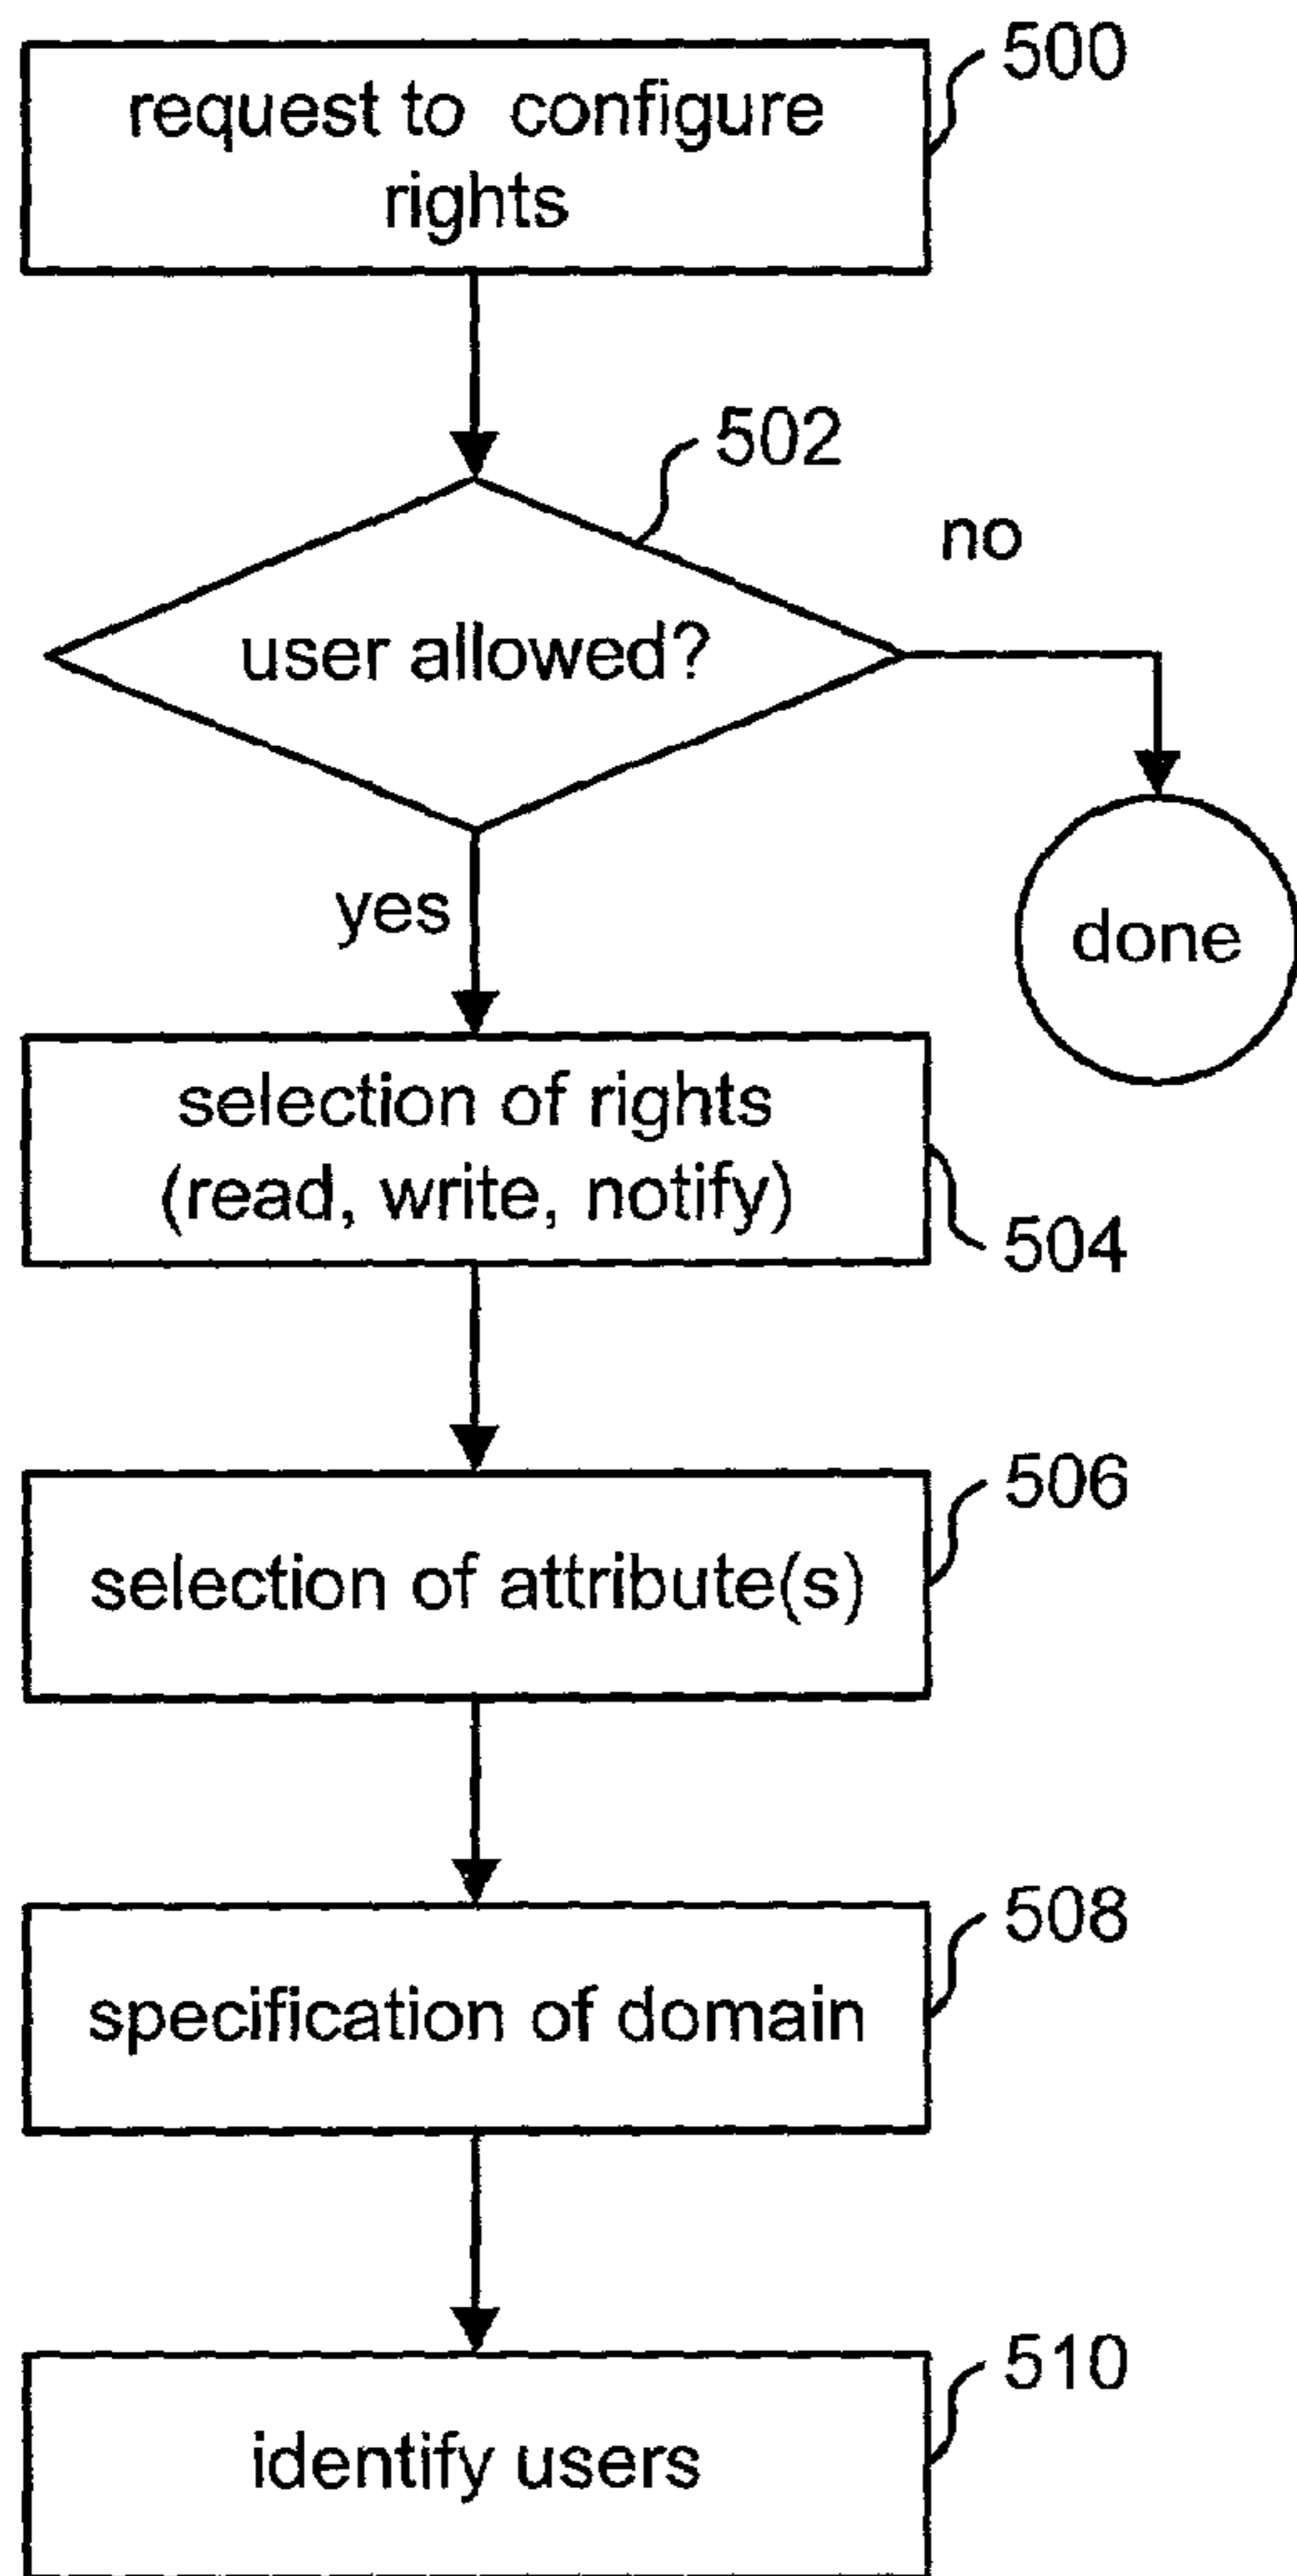 500
request to configure
rights
502
no
user allowed?
done
yes
selection of rights
(read, write, notify)
504
506
selection of attribute(s)
508
specification of domain
510
identify users